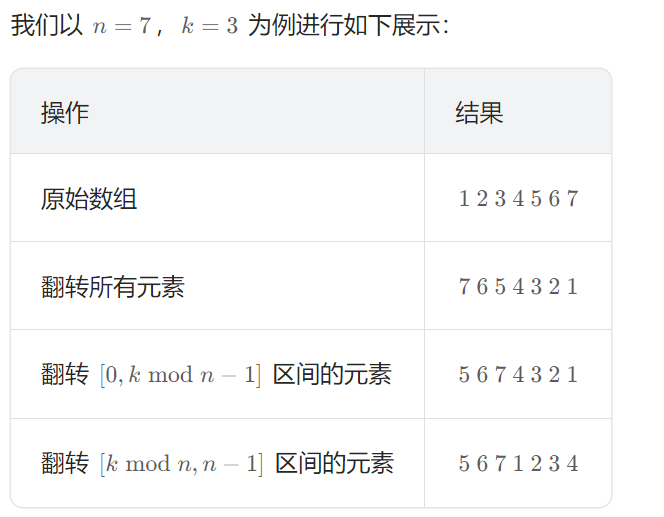 我们以 n = 7，k = 3 为例进行如下展示：
操作 结果
原始数组 1 2 3 4 5 6 7
翻转所有元素 7 6 5 4 3 2 1
翻转 [0, k mod n − 1] 区间的元素 5 6 7 4 3 2 1
翻转 [k mod n, n − 1] 区间的元素 5 6 7 1 2 3 4